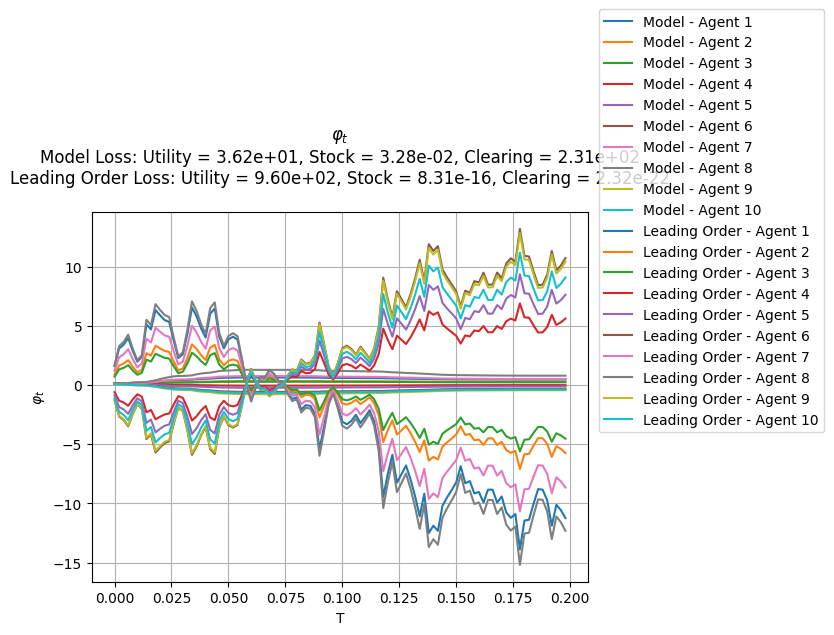 φt
Model Loss: Utility = 3.62e+01, Stock = 3.28e-02, Clearing = 2.31e+02
Leading Order Loss: Utility = 9.60e+02, Stock = 8.31e-16, Clearing = 2.32e-22
Model - Agent 1
Model - Agent 2
Model - Agent 3
Model - Agent 4
Model - Agent 5
Model - Agent 6
Model - Agent 7
Model - Agent 8
Model - Agent 9
Model - Agent 10
Leading Order - Agent 1
Leading Order - Agent 2
Leading Order - Agent 3
Leading Order - Agent 4
Leading Order - Agent 5
Leading Order - Agent 6
Leading Order - Agent 7
Leading Order - Agent 8
Leading Order - Agent 9
Leading Order - Agent 10
φt
10
5
0
−5
−10
−15
0.000 0.025 0.050 0.075 0.100 0.125 0.150 0.175 0.200
T